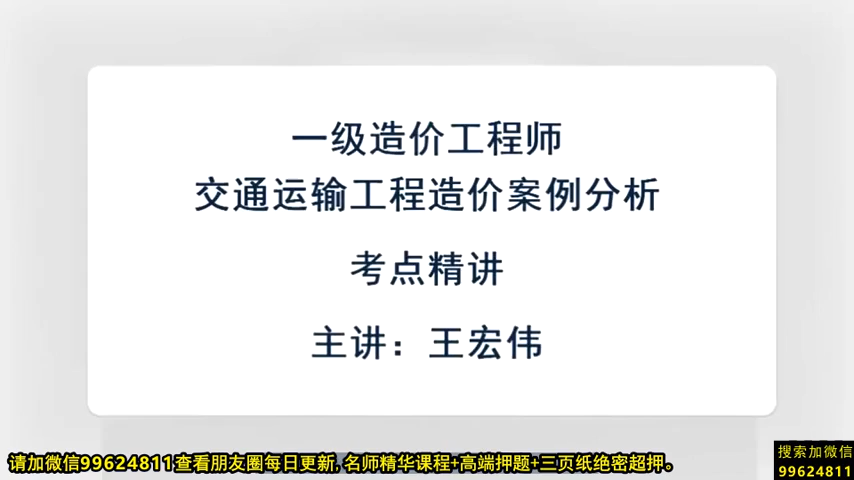 一级造价工程师
交通运输工程造价案例分析
考点精讲
主讲：王宏伟
请加微信99624811查看朋友圈每日更新,名师精华课程+高端押题+三页纸绝密超押。
搜索加微信
99624811